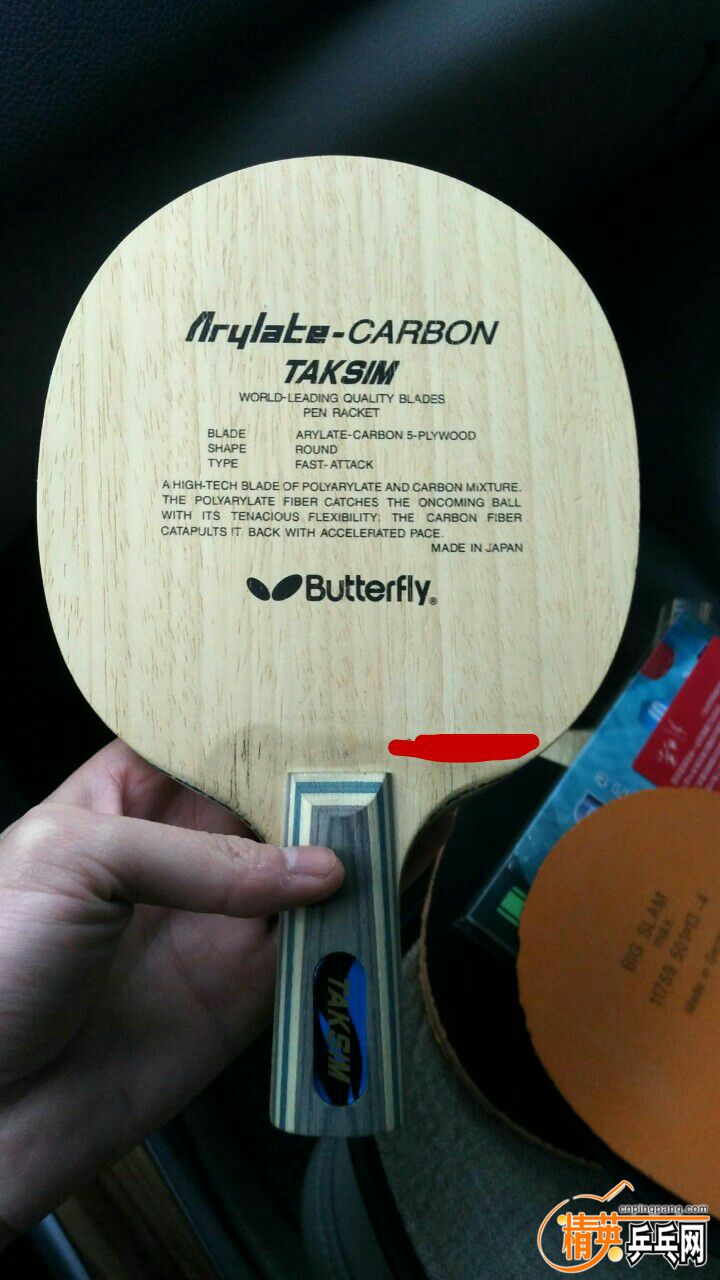 Arylate-CARBON
TAKSIM
WORLD-LEADING QUALITY BLADES
PEN RACKET
BLADE ARYLATE-CARBON 5-PLYWOOD
SHAPE ROUND
TYPE FAST-ATTACK
A HIGH-TECH BLADE OF POLYARYLATE AND CARBON MIXTURE.
THE POLYARYLATE FIBER CATCHES THE ONCOMING BALL
WITH ITS TENACIOUS FLEXIBILITY: THE CARBON FIBER
CATAPULTS IT BACK WITH ACCELERATED PACE.
MADE IN JAPAN
Butterfly®
TAKSIM
BIG SLAM
max
Made in
cnpingpang.com
精英乒乓网